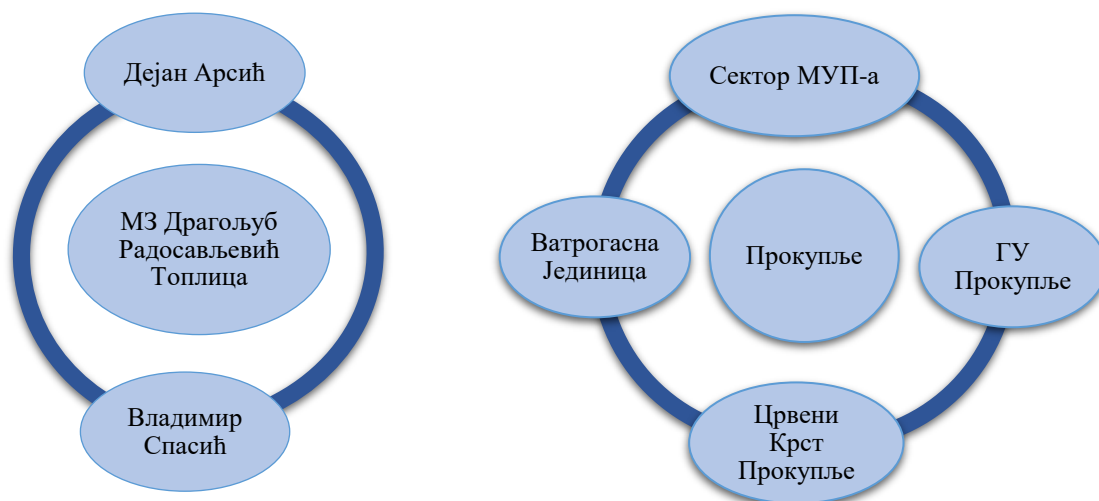 Дејан Арсић
МЗ Драгољуб
Радосављевић
Топлица
Владимир
Спасић
Сектор МУП-а
Ватрогасна
Јединица
Прокупље
ГУ
Прокупље
Црвени
Крст
Прокупље